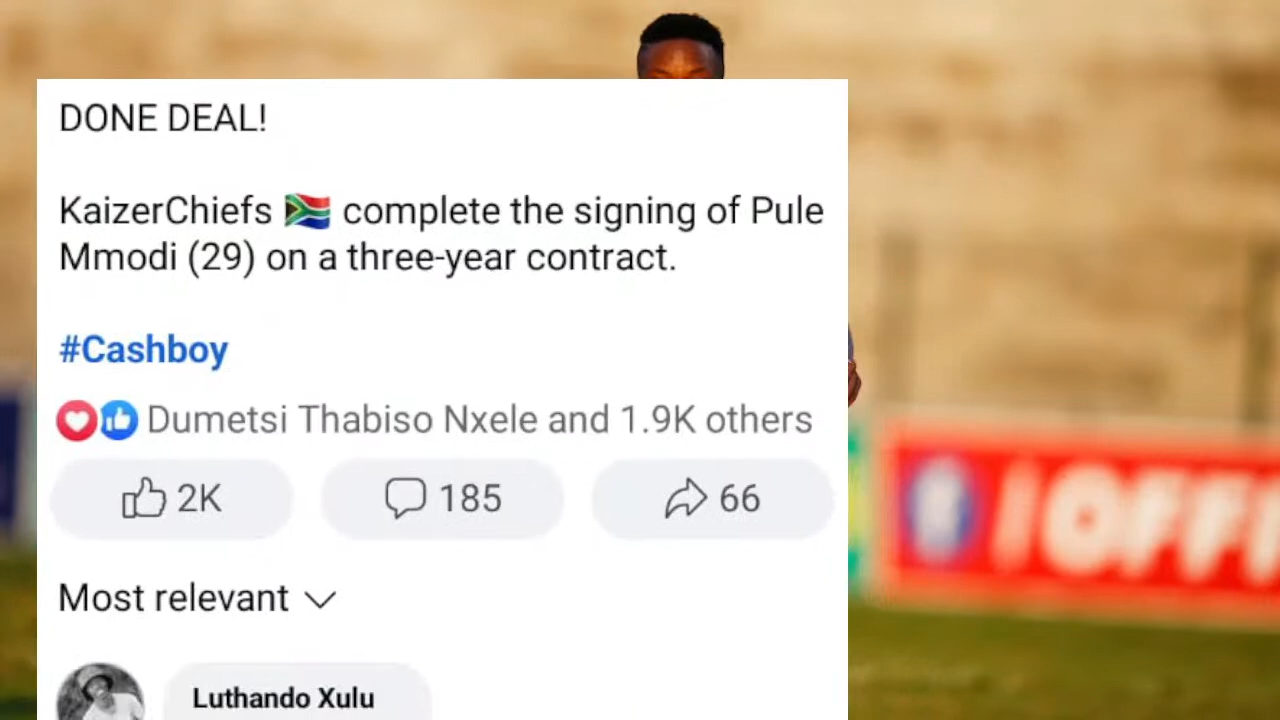 DONE DEAL!
KaizerChiefs 🇿🇦 complete the signing of Pule
Mmodi (29) on a three-year contract.
#Cashboy
Dumetsi Thabiso Nxele and 1.9K others
2K
185
66
Most relevant
Luthando Xulu
OFFI